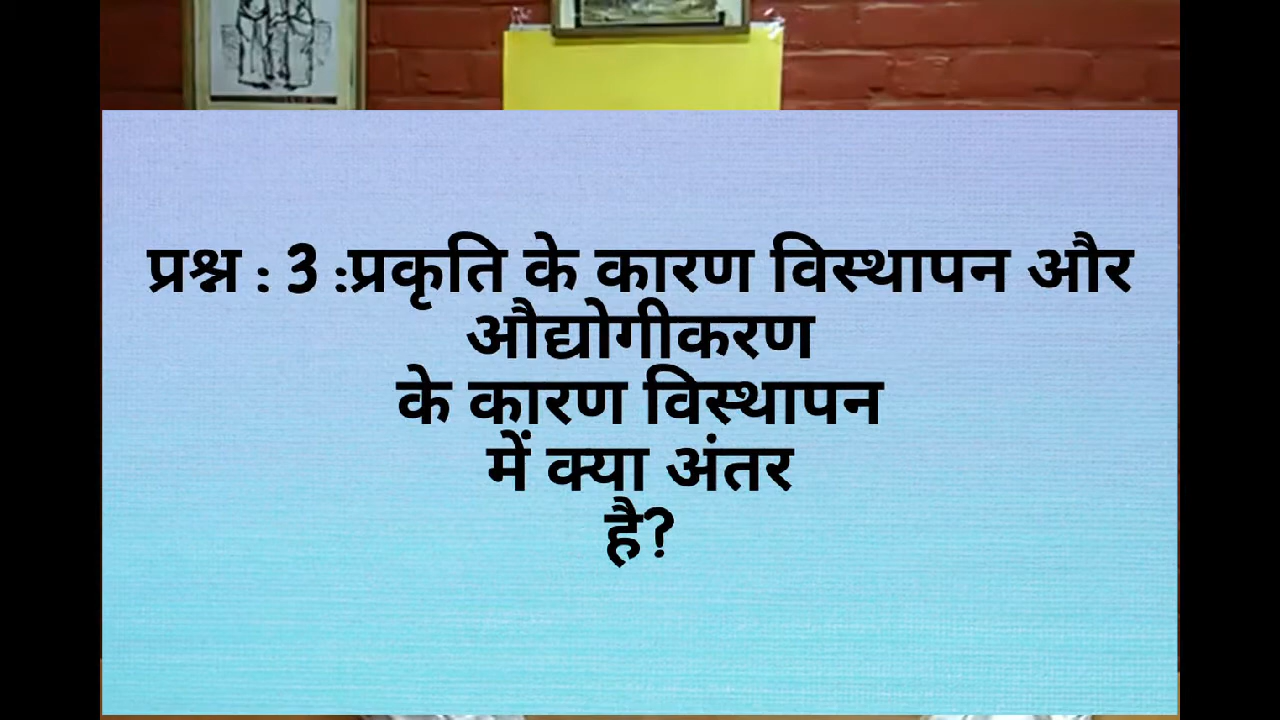 प्रश्न : 3 :प्रकृति के कारण विस्थापन और
औद्योगीकरण
के कारण विस्थापन
में क्या अंतर
है?